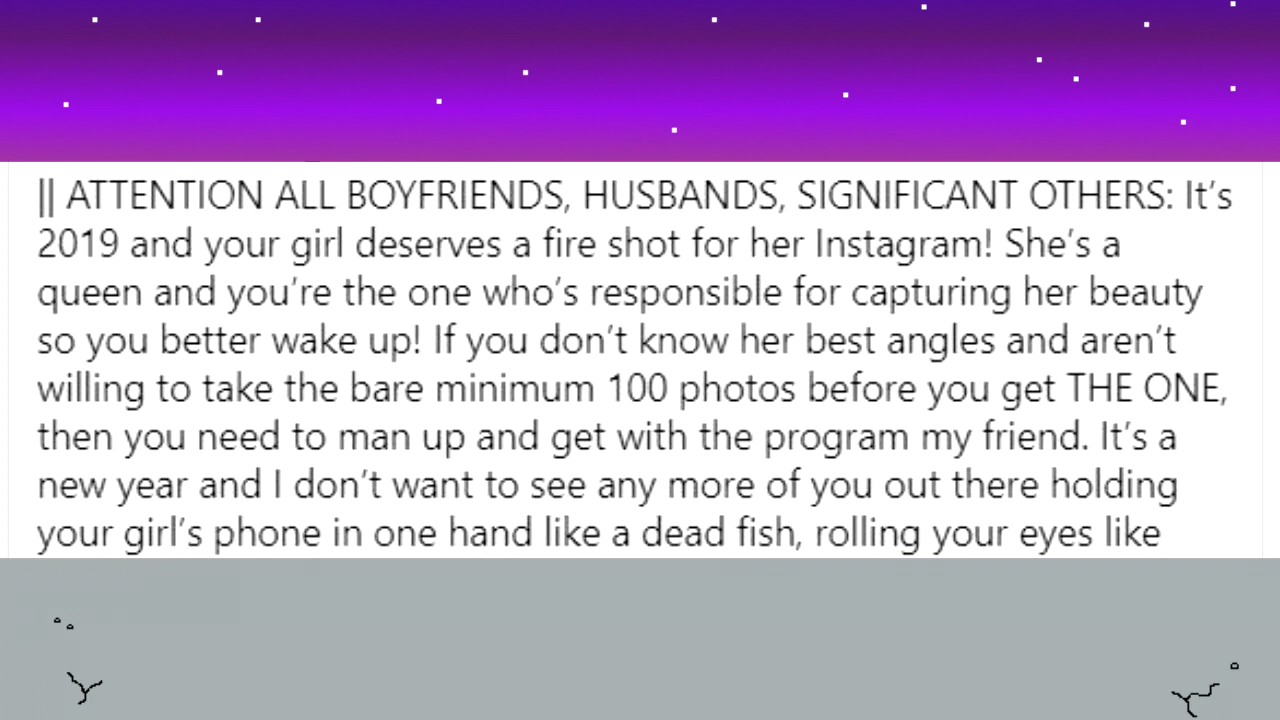 || ATTENTION ALL BOYFRIENDS, HUSBANDS, SIGNIFICANT OTHERS: It’s
2019 and your girl deserves a fire shot for her Instagram! She’s a
queen and you’re the one who’s responsible for capturing her beauty
so you better wake up! If you don’t know her best angles and aren’t
willing to take the bare minimum 100 photos before you get THE ONE,
then you need to man up and get with the program my friend. It’s a
new year and I don’t want to see any more of you out there holding
your girl’s phone in one hand like a dead fish, rolling your eyes like